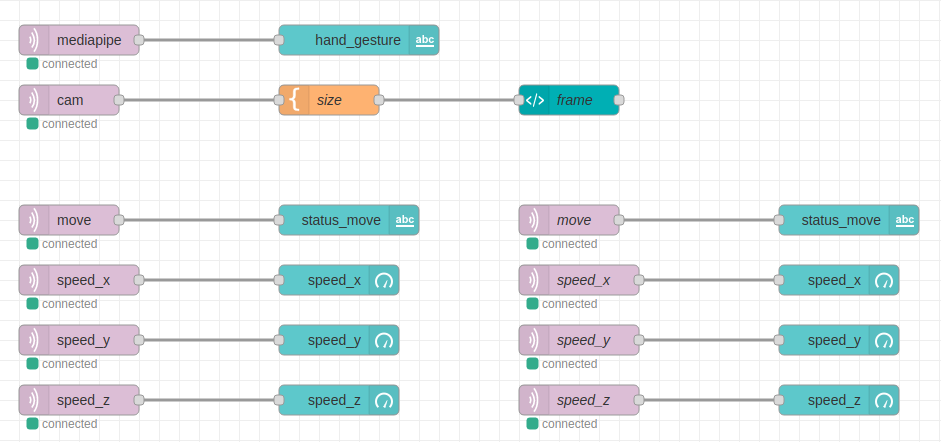 mediapipe hand_gesture abc
connected
cam size frame
connected
move status_move abc move status_move abc
connected connected
speed_x speed_x speed_x speed_x
connected connected
speed_y speed_y speed_y speed_y
connected connected
speed_z speed_z speed_z speed_z
connected connected